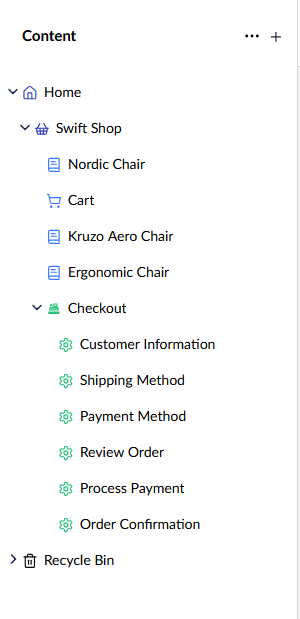 Content
Home
Swift Shop
Nordic Chair
Cart
Kruzo Aero Chair
Ergonomic Chair
Checkout
Customer Information
Shipping Method
Payment Method
Review Order
Process Payment
Order Confirmation
Recycle Bin